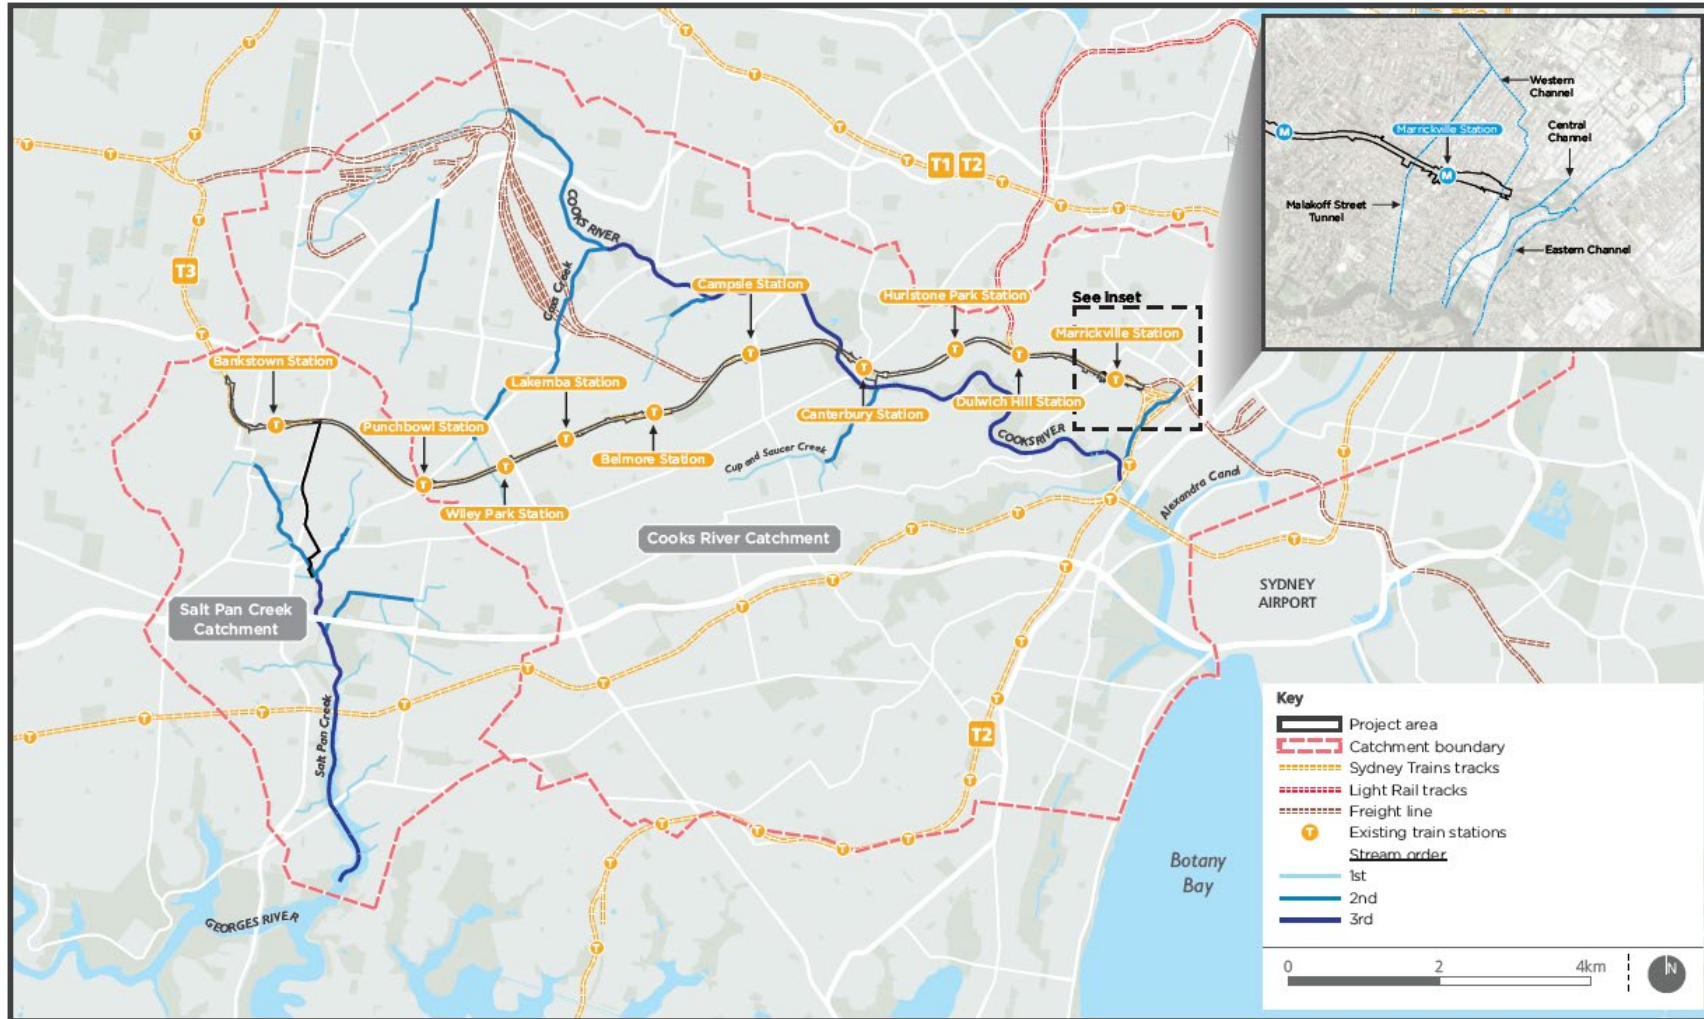 T1
T2
T3
T2
COOKS RIVER
Coxs Creek
Campsie Station
Hurlstone Park Station
See Inset
Marrickville Station
Bankstown Station
Lakemba Station
Punchbowl Station
Canterbury Station
Dulwich Hill Station
Belmore Station
COOKS RIVER
Cup and Saucer Creek
Wiley Park Station
Alexandra Canal
Cooks River Catchment
SYDNEY
AIRPORT
Salt Pan Creek
Catchment
Salt Pan Creek
GEORGES RIVER
Botany
Bay
Western
Channel
Marrickville Station
Central
Channel
M
M
Malakoff Street
Tunnel
Eastern Channel
Key
Project area
Catchment boundary
Sydney Trains tracks
Light Rail tracks
Freight line
T
Existing train stations
Stream order
1st
2nd
3rd
0
2
4km
N